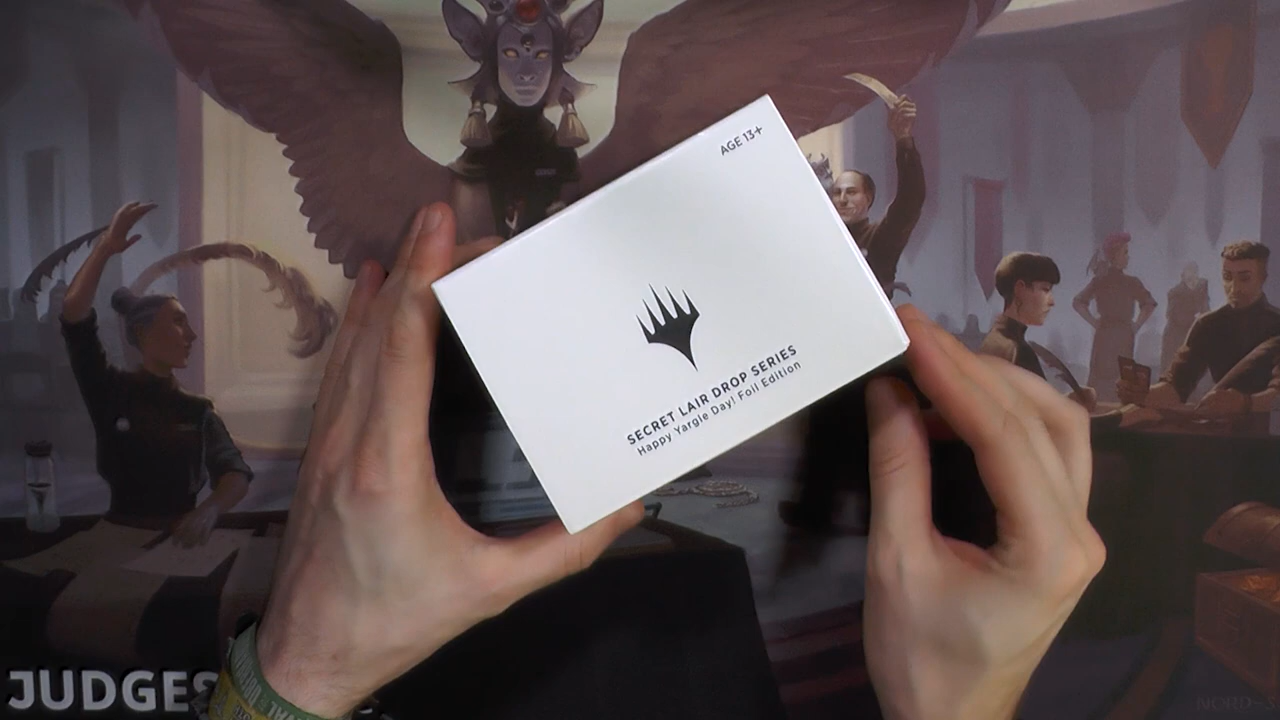 AGE 13+
SECRET LAIR DROP SERIES
Happy Yargle Day! Foil Edition
JUDGES